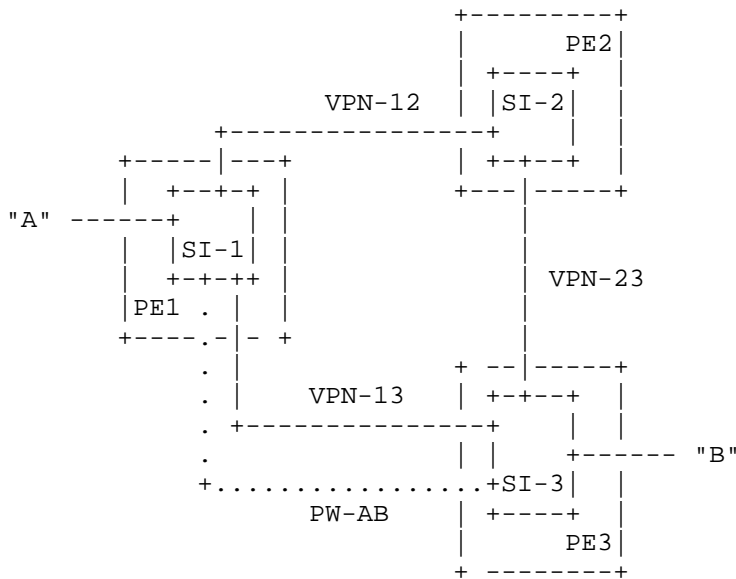 PE2
SI-2
VPN-12
"A"
SI-1
VPN-23
PE1
VPN-13
"B"
SI-3
PW-AB
PE3